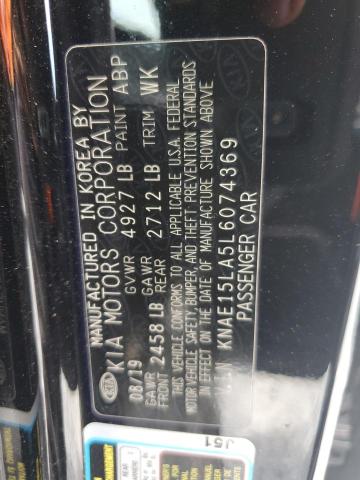 MANUFACTURED IN KOREA BY
KIA MOTORS CORPORATION
08/19 GVWR 4927 LB PAINT ABP
GAWR FRONT 2458 LB GAWR REAR 2712 LB TRIM WK
THIS VEHICLE CONFORMS TO ALL APPLICABLE U.S.A. FEDERAL
MOTOR VEHICLE SAFETY, BUMPER, AND THEFT PREVENTION STANDARDS
IN EFFECT ON THE DATE OF MANUFACTURE SHOWN ABOVE
V.I.N. KNAE15LA5L6074369
PASSENGER CAR
J51
REAR